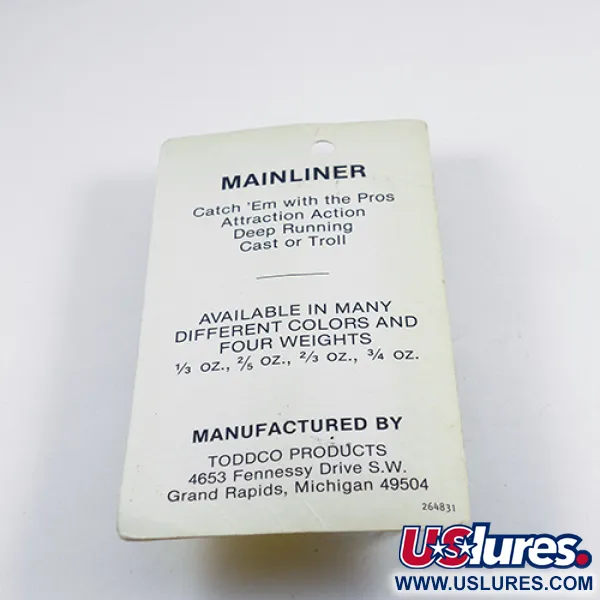 MAINLINER
Catch 'Em with the Pros
Attraction Action
Deep Running
Cast or Troll
AVAILABLE IN MANY
DIFFERENT COLORS AND
FOUR WEIGHTS
⅓ oz., ⅖ oz., ⅔ oz., ¾ oz.
MANUFACTURED BY
TODDCO PRODUCTS
4653 Fennessy Drive S.W.
Grand Rapids, Michigan 49504
264831
USlures.
WWW.USLURES.COM